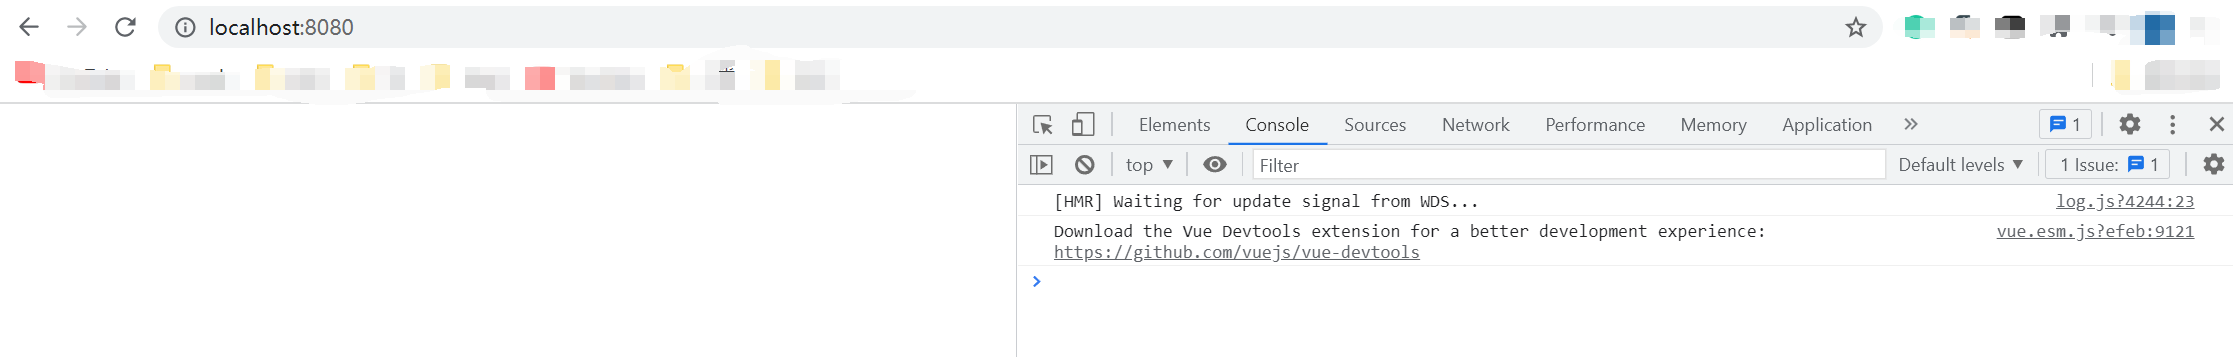 localhost:8080
Elements Console Sources Network Performance Memory Application » 1
top ▼ Filter Default levels ▼ 1 Issue: 1
[HMR] Waiting for update signal from WDS... log.js?4244:23
Download the Vue Devtools extension for a better development experience: vue.esm.js?efeb:9121
https://github.com/vuejs/vue-devtools